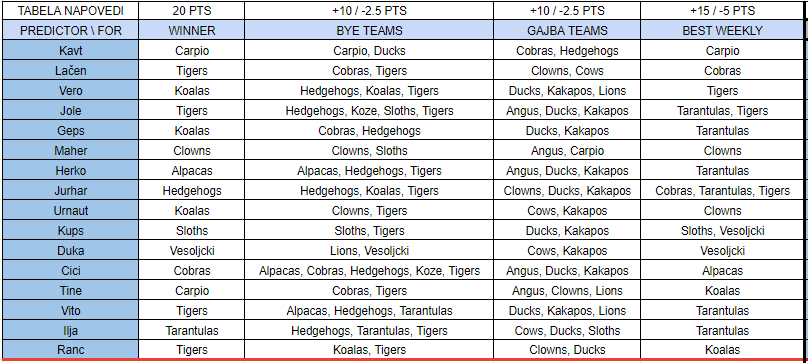 TABELA NAPOVEDI 20 PTS +10 / -2.5 PTS +10 / -2.5 PTS +15 / -5 PTS
PREDICTOR \ FOR WINNER BYE TEAMS GAJBA TEAMS BEST WEEKLY
Kavt Carpio Carpio, Ducks Cobras, Hedgehogs Carpio
Lačen Tigers Cobras, Tigers Clowns, Cows Cobras
Vero Koalas Hedgehogs, Koalas, Tigers Ducks, Kakapos, Lions Tigers
Jole Tigers Hedgehogs, Koze, Sloths, Tigers Angus, Ducks, Kakapos Tarantulas, Tigers
Geps Koalas Cobras, Hedgehogs Ducks, Kakapos Tarantulas
Maher Clowns Clowns, Sloths Angus, Carpio Clowns
Herko Alpacas Alpacas, Hedgehogs, Tigers Angus, Ducks, Kakapos Tarantulas
Jurhar Hedgehogs Hedgehogs, Koalas, Tigers Clowns, Ducks, Kakapos Cobras, Tarantulas, Tigers
Urnaut Koalas Clowns, Tigers Cows, Kakapos Clowns
Kups Sloths Sloths, Tigers Ducks, Kakapos Sloths, Vesoljcki
Duka Vesoljcki Lions, Vesoljcki Cows, Kakapos Vesoljcki
Cici Cobras Alpacas, Cobras, Hedgehogs, Koze, Tigers Angus, Ducks, Kakapos Alpacas
Tine Carpio Cobras, Tigers Angus, Clowns, Lions Koalas
Vito Tigers Alpacas, Hedgehogs, Tarantulas Ducks, Kakapos, Lions Tarantulas
Ilja Tarantulas Hedgehogs, Tarantulas, Tigers Cows, Ducks, Sloths Tarantulas
Ranc Tigers Koalas, Tigers Clowns, Ducks Koalas